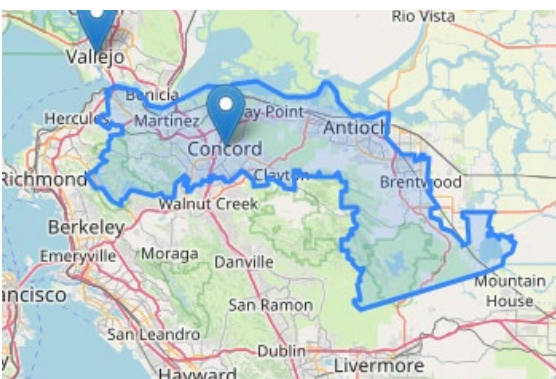 Rio Vista
Vallejo
Benicia
Hercules
Martinez
Bay Point
Antioch
Concord
Richmond
Clayton
Brentwood
Walnut Creek
Berkeley
Emeryville
Moraga
Danville
ancisco
San Ramon
Mountain
House
San Leandro
Dublin
Livermore
Hayward